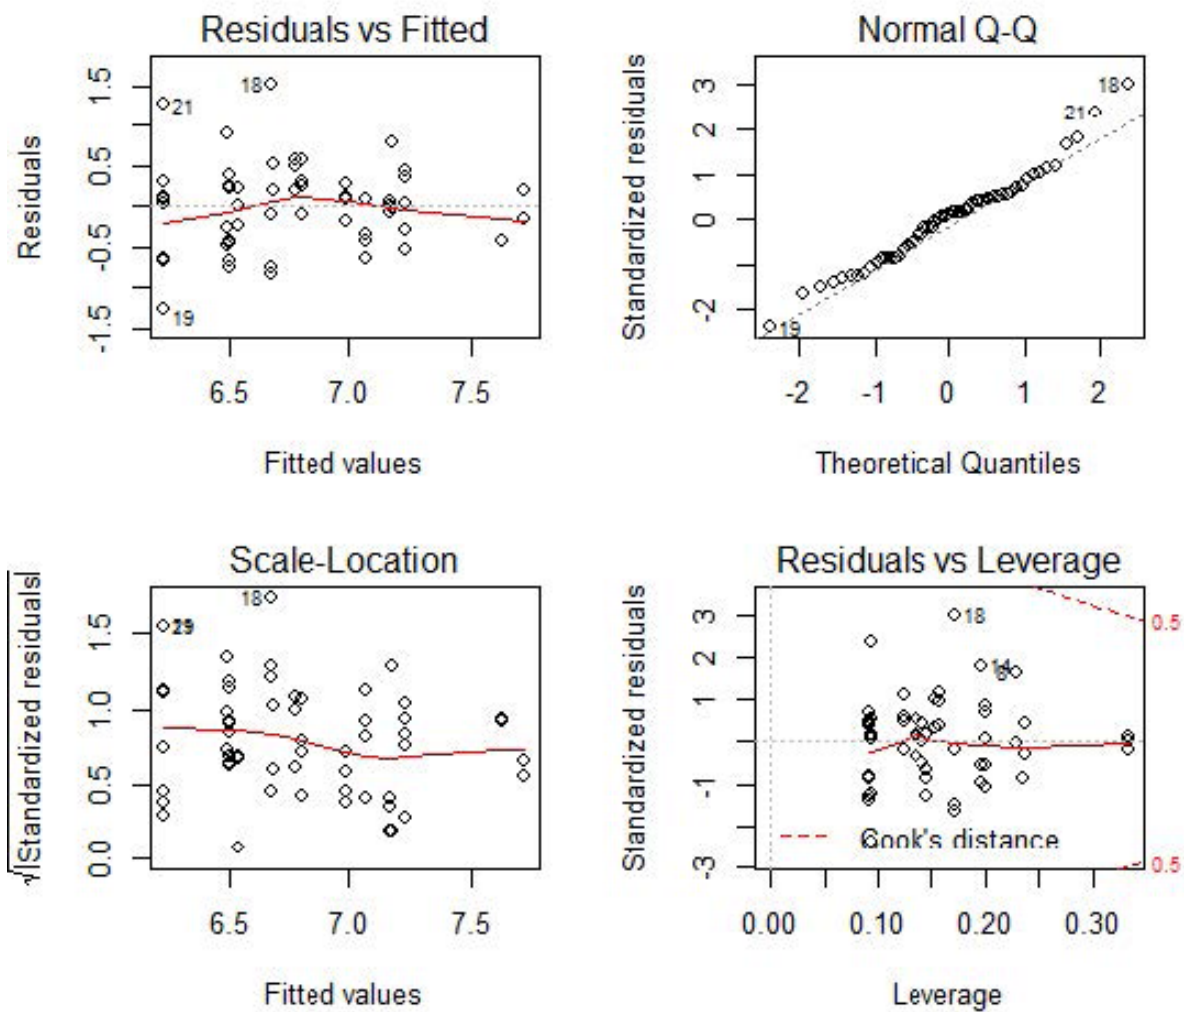 Residuals vs Fitted
Residuals
1.5
0.5
-0.5
-1.5
18
21
19
6.5 7.0 7.5
Fitted values
Normal Q-Q
Standardized residuals
3
2
1
0
-2
18
21
19
-2 -1 0 1 2
Theoretical Quantiles
Scale-Location
√|Standardized residuals|
1.5
1.0
0.5
0.0
18
6.5 7.0 7.5
Fitted values
Residuals vs Leverage
Standardized residuals
3
2
1
-1
-3
18
14
0.5
0.5
Cook's distance
0.00 0.10 0.20 0.30
Leverage